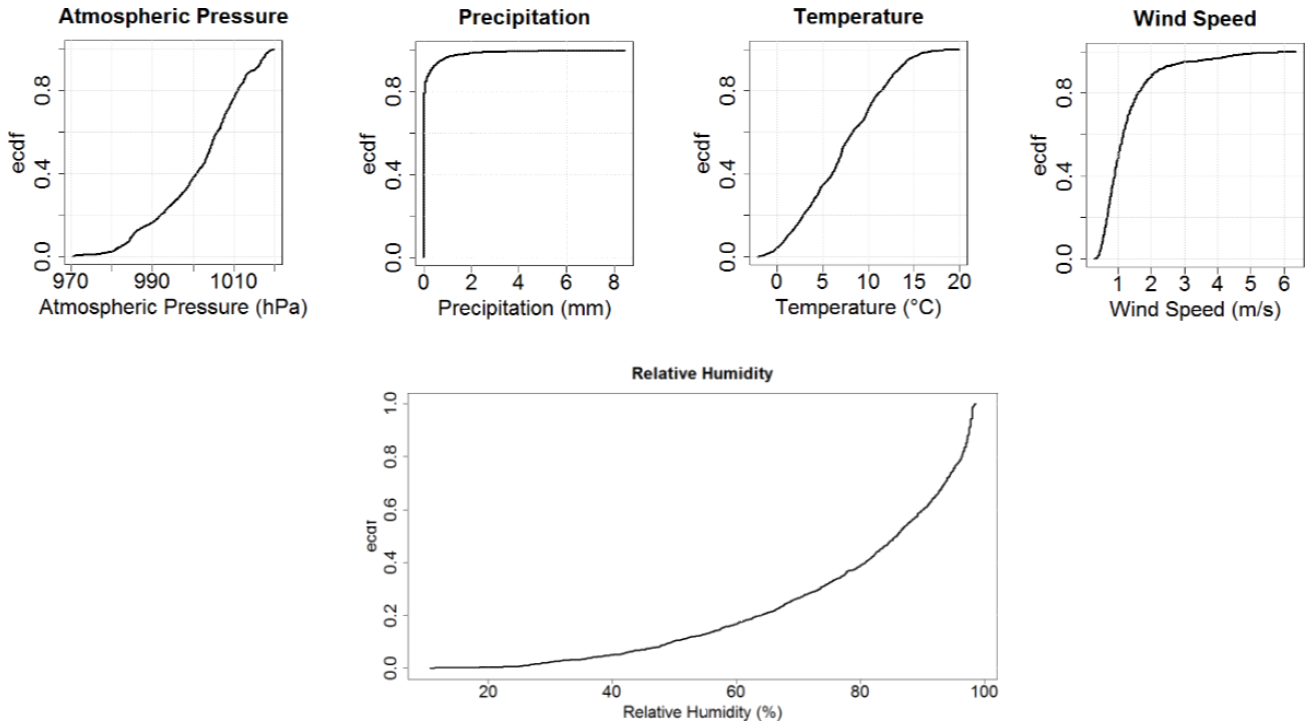 Atmospheric Pressure
ecdf
0.0 0.4 0.8
970 990 1010
Atmospheric Pressure (hPa)
Precipitation
ecdf
0.0 0.4 0.8
0 2 4 6 8
Precipitation (mm)
Temperature
ecdf
0.0 0.4 0.8
0 5 10 15 20
Temperature (°C)
Wind Speed
ecdf
0.0 0.4 0.8
1 2 3 4 5 6
Wind Speed (m/s)
Relative Humidity
ecdf
0.0 0.2 0.4 0.6 0.8 1.0
20 40 60 80 100
Relative Humidity (%)